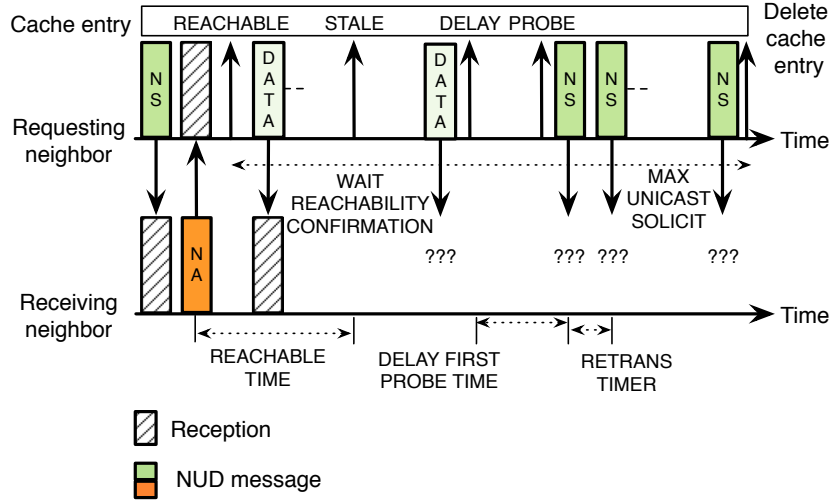 Cache entry
REACHABLE STALE DELAY PROBE
Delete
cache
entry
NS
DATA
DATA
NS
NS
NS
Requesting
neighbor
Time
WAIT
REACHABILITY
CONFIRMATION
MAX
UNICAST
SOLICIT
NA
??? ??? ??? ???
Receiving
neighbor
Time
REACHABLE
TIME
DELAY FIRST
PROBE TIME
RETRANS
TIMER
Reception
NUD message